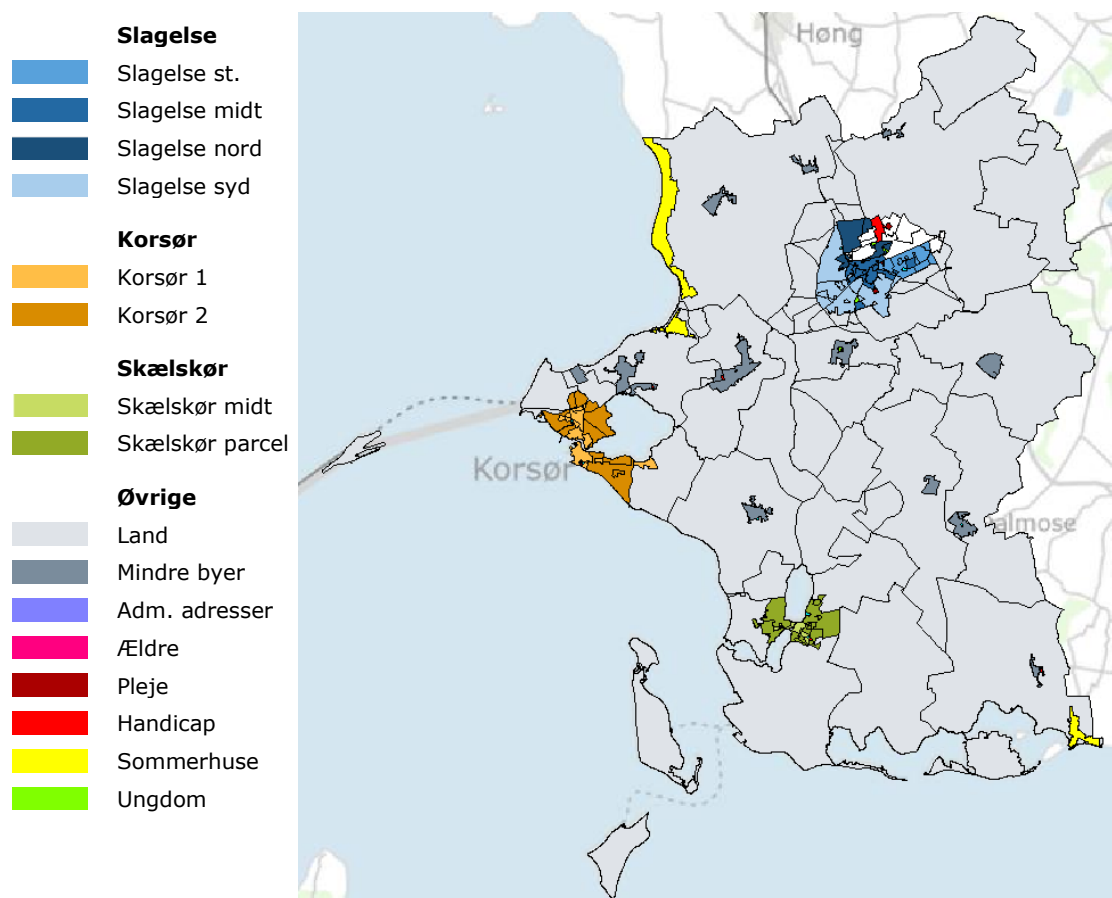 Slagelse
Slagelse st.
Slagelse midt
Slagelse nord
Slagelse syd
Korsør
Korsør 1
Korsør 2
Skælskør
Skælskør midt
Skælskør parcel
Øvrige
Land
Mindre byer
Adm. adresser
Ældre
Pleje
Handicap
Sommerhuse
Ungdom
Høng
Korsør
almose